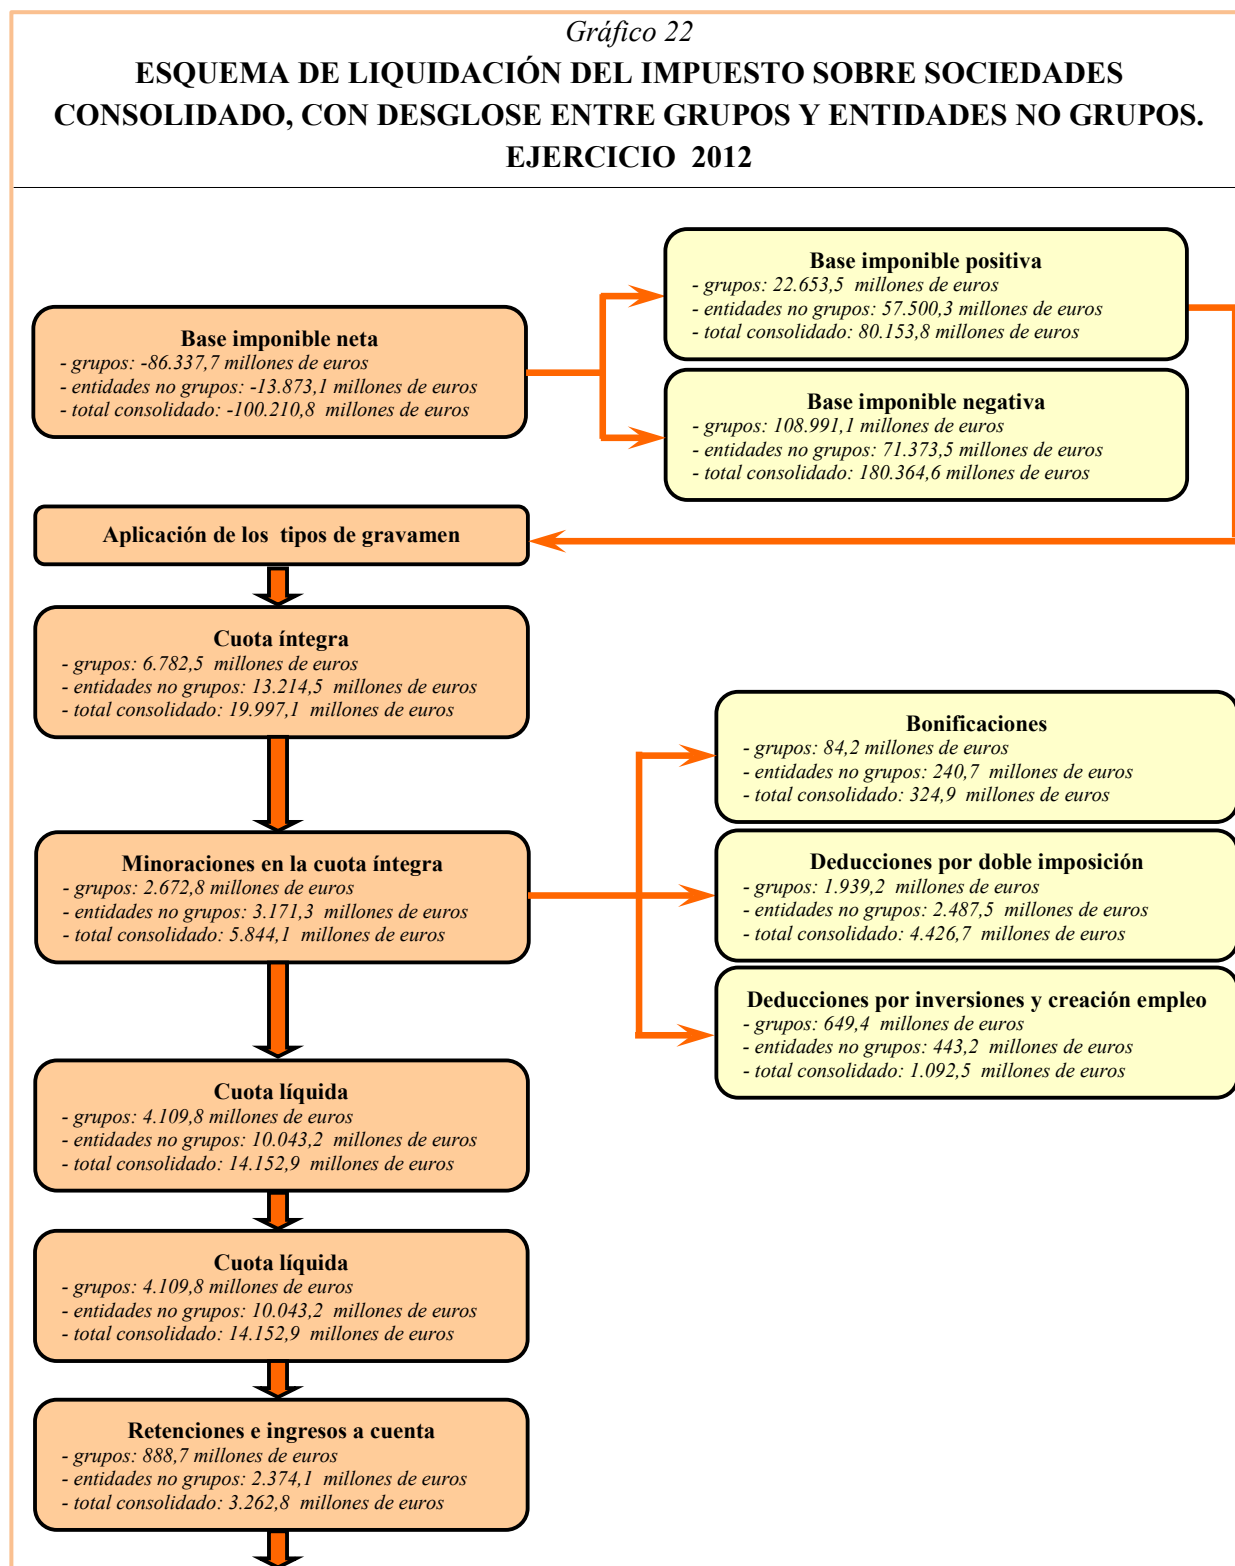 Gráfico 22
ESQUEMA DE LIQUIDACIÓN DEL IMPUESTO SOBRE SOCIEDADES
CONSOLIDADO, CON DESGLOSE ENTRE GRUPOS Y ENTIDADES NO GRUPOS.
EJERCICIO 2012
Base imponible neta
- grupos: -86.337,7 millones de euros
- entidades no grupos: -13.873,1 millones de euros
- total consolidado: -100.210,8 millones de euros
Base imponible positiva
- grupos: 22.653,5 millones de euros
- entidades no grupos: 57.500,3 millones de euros
- total consolidado: 80.153,8 millones de euros
Base imponible negativa
- grupos: 108.991,1 millones de euros
- entidades no grupos: 71.373,5 millones de euros
- total consolidado: 180.364,6 millones de euros
Aplicación de los tipos de gravamen
Cuota íntegra
- grupos: 6.782,5 millones de euros
- entidades no grupos: 13.214,5 millones de euros
- total consolidado: 19.997,1 millones de euros
Minoraciones en la cuota íntegra
- grupos: 2.672,8 millones de euros
- entidades no grupos: 3.171,3 millones de euros
- total consolidado: 5.844,1 millones de euros
Bonificaciones
- grupos: 84,2 millones de euros
- entidades no grupos: 240,7 millones de euros
- total consolidado: 324,9 millones de euros
Deducciones por doble imposición
- grupos: 1.939,2 millones de euros
- entidades no grupos: 2.487,5 millones de euros
- total consolidado: 4.426,7 millones de euros
Deducciones por inversiones y creación empleo
- grupos: 649,4 millones de euros
- entidades no grupos: 443,2 millones de euros
- total consolidado: 1.092,5 millones de euros
Cuota líquida
- grupos: 4.109,8 millones de euros
- entidades no grupos: 10.043,2 millones de euros
- total consolidado: 14.152,9 millones de euros
Cuota líquida
- grupos: 4.109,8 millones de euros
- entidades no grupos: 10.043,2 millones de euros
- total consolidado: 14.152,9 millones de euros
Retenciones e ingresos a cuenta
- grupos: 888,7 millones de euros
- entidades no grupos: 2.374,1 millones de euros
- total consolidado: 3.262,8 millones de euros